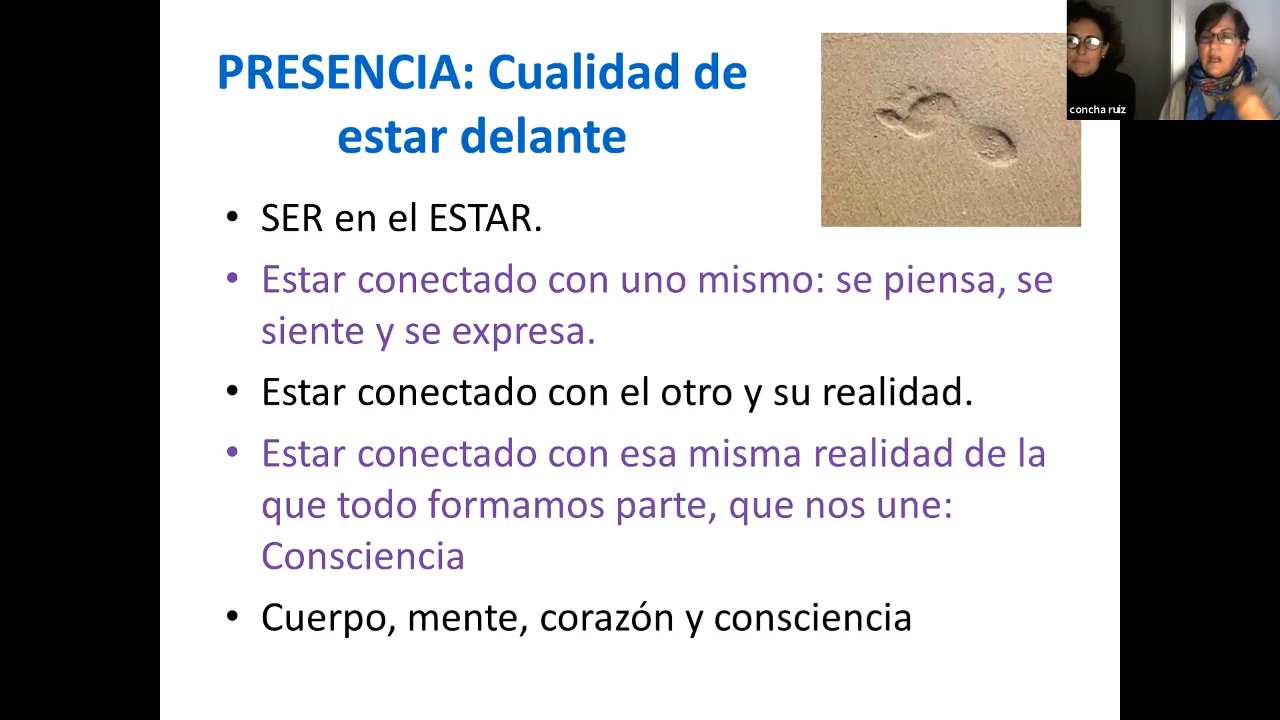 PRESENCIA: Cualidad de
estar delante
concha ruiz
• SER en el ESTAR.
• Estar conectado con uno mismo: se piensa, se
siente y se expresa.
• Estar conectado con el otro y su realidad.
• Estar conectado con esa misma realidad de la
que todo formamos parte, que nos une:
Consciencia
• Cuerpo, mente, corazón y consciencia